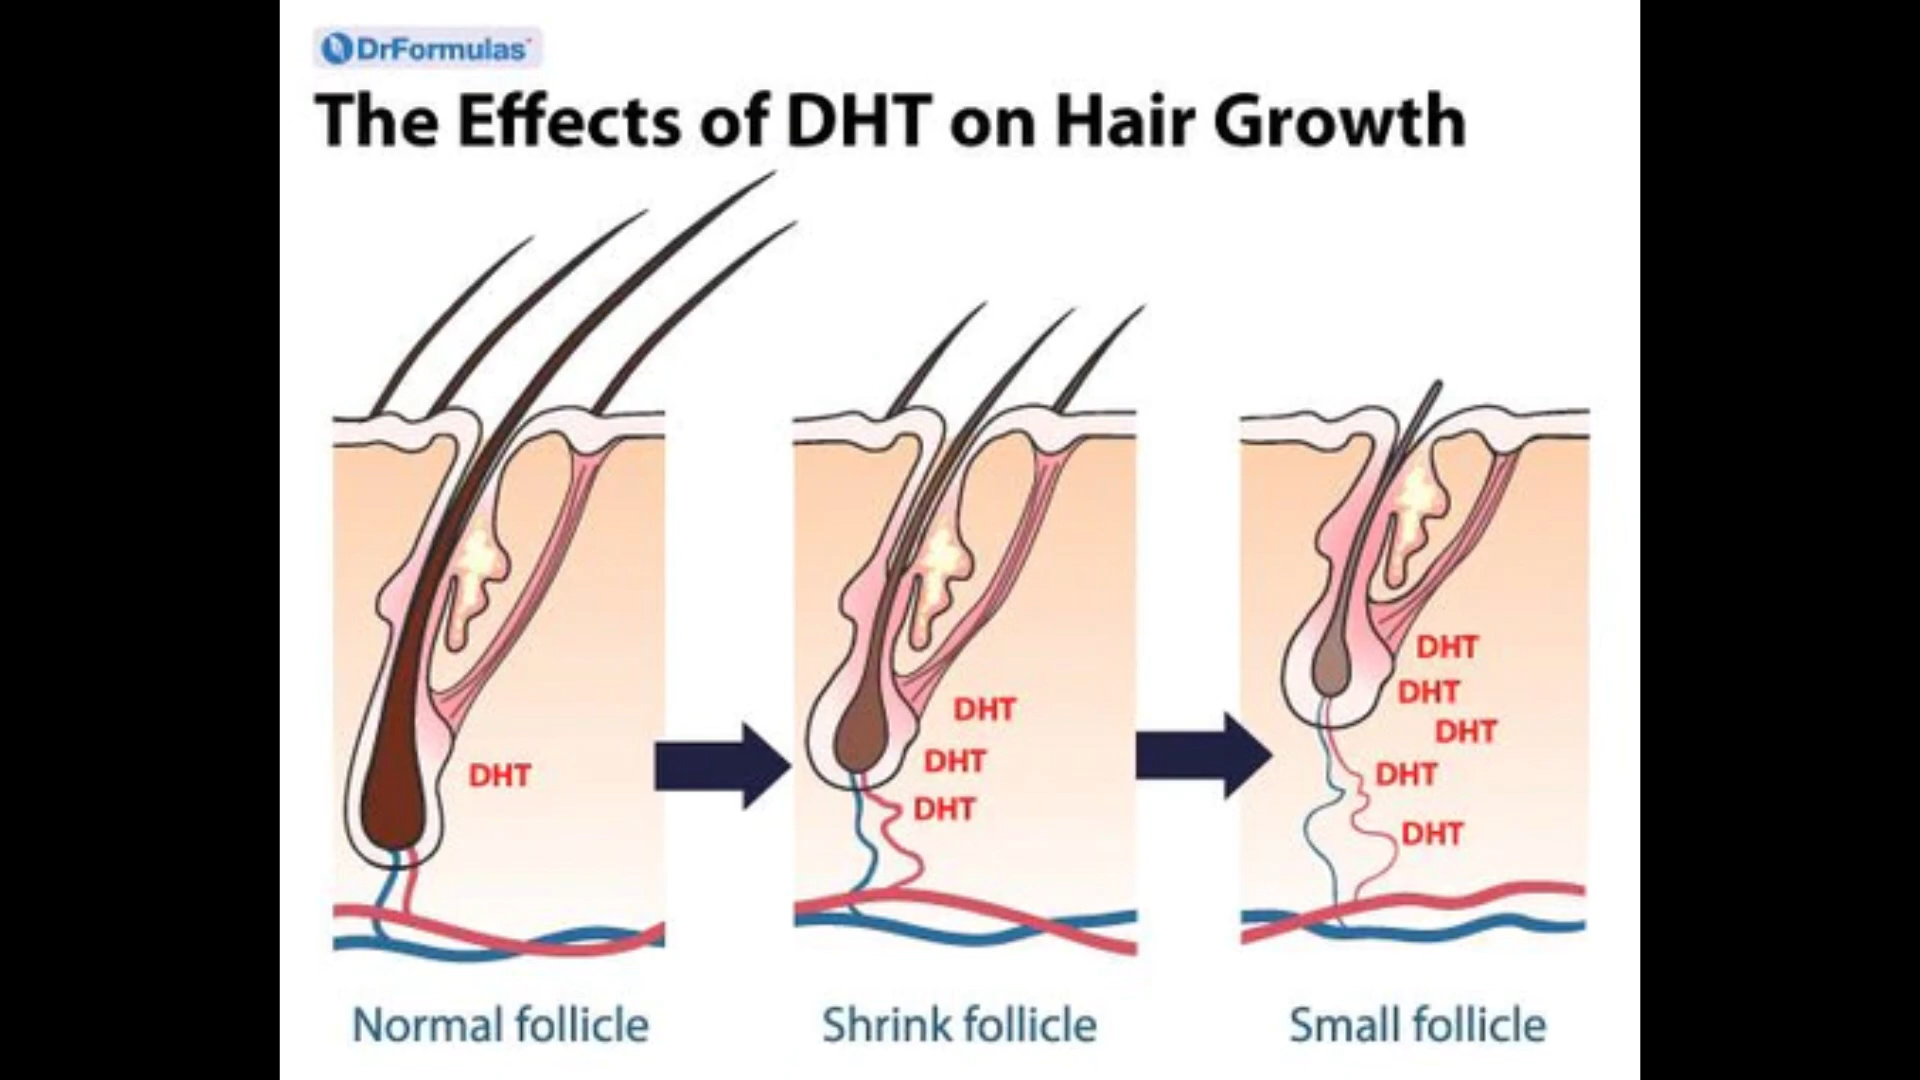 DrFormulas
The Effects of DHT on Hair Growth
DHT
DHT
DHT
DHT
DHT
DHT
DHT
DHT
DHT
Normal follicle
Shrink follicle
Small follicle